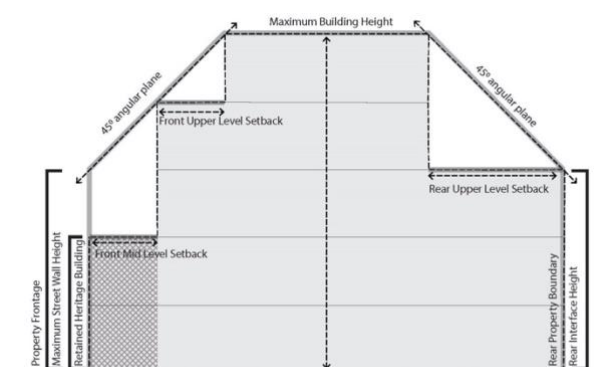 Maximum Building Height
45º angular plane
45º angular plane
Front Upper Level Setback
Rear Upper Level Setback
Front Mid Level Setback
Property Frontage
Maximum Street Wall Height
Retained Heritage Building
Rear Property Boundary
Rear Interface Height